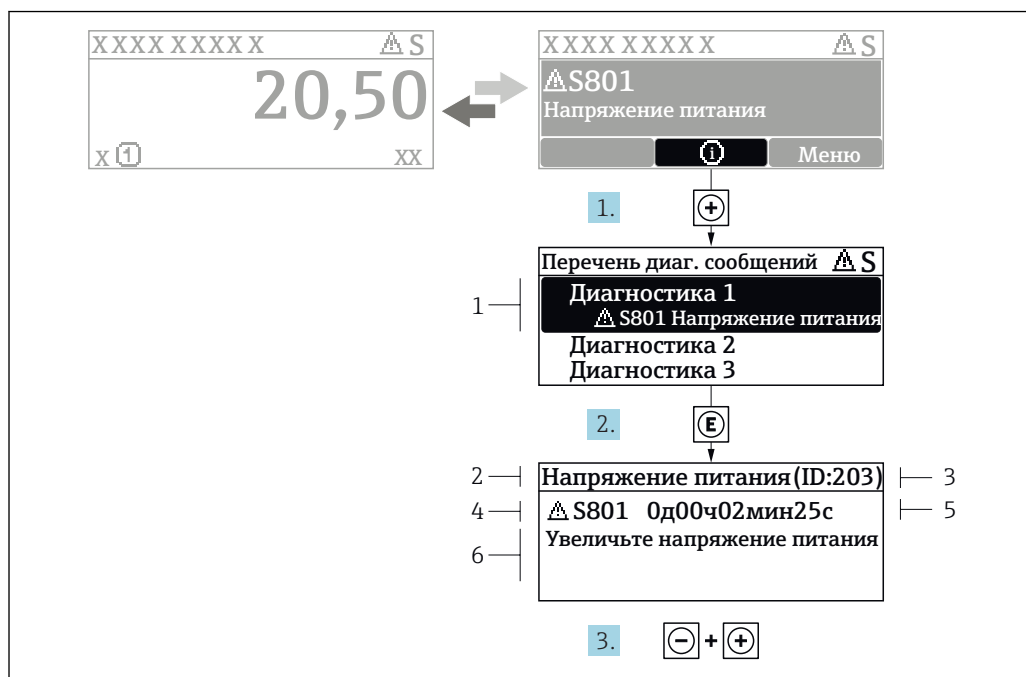 XXXX XXXXX ⚠ S
20,50
x 1 xx
XXXX XXXXX ⚠ S
⚠S801
Напряжение питания
i Меню
1. +
Перечень диаг. сообщений ⚠ S
1
Диагностика 1
⚠ S801 Напряжение питания
Диагностика 2
Диагностика 3
2. E
2 Напряжение питания (ID:203) 3
4 ⚠ S801 0д00ч02мин25с 5
6 Увеличьте напряжение питания
3. - + +